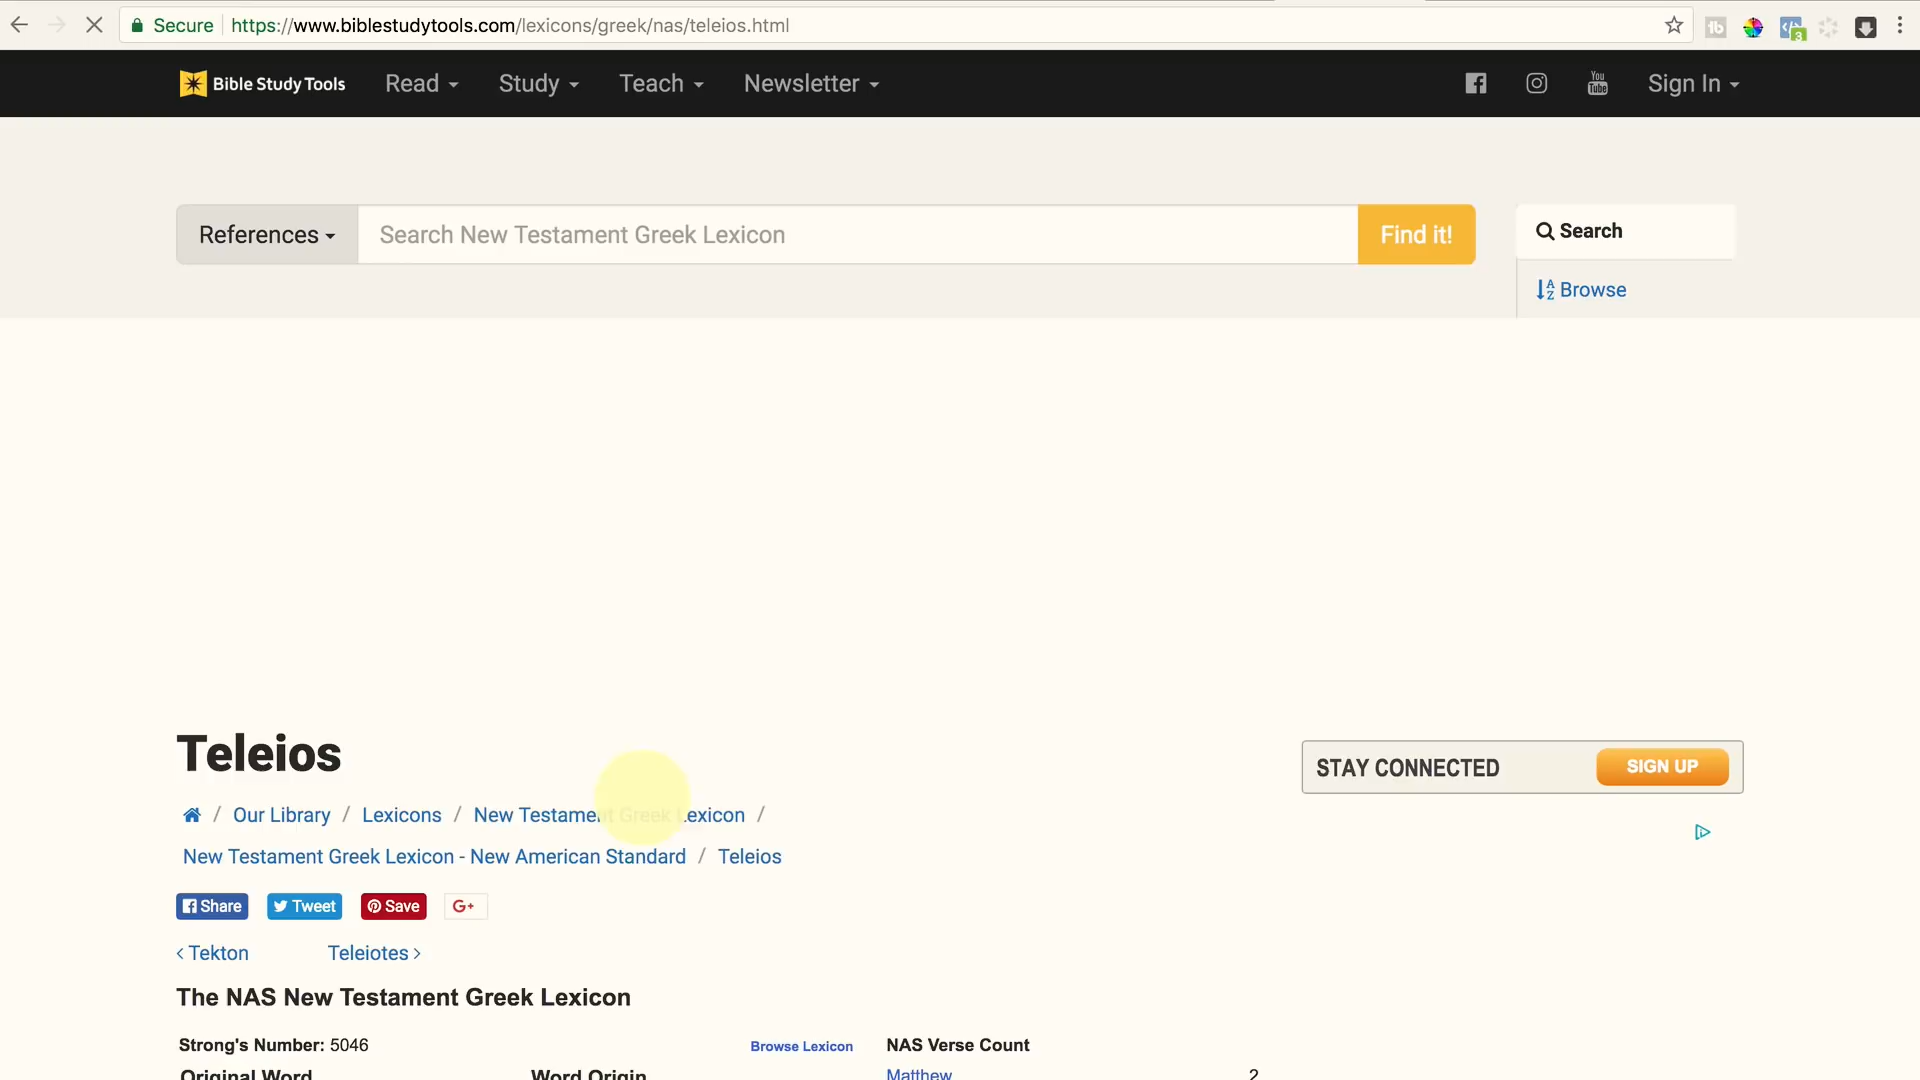 Secure https://www.biblestudytools.com/lexicons/greek/nas/teleios.html
Bible Study Tools Read Study Teach Newsletter You Tube Sign In
References Search New Testament Greek Lexicon Find it! Search
Browse
Teleios
STAY CONNECTED SIGN UP
/ Our Library / Lexicons / New Testament Greek Lexicon /
New Testament Greek Lexicon - New American Standard / Teleios
Share Tweet Save G+
< Tekton Teleiotes >
The NAS New Testament Greek Lexicon
Strong's Number: 5046 Browse Lexicon NAS Verse Count
Original Word Word Origin Matthew 2